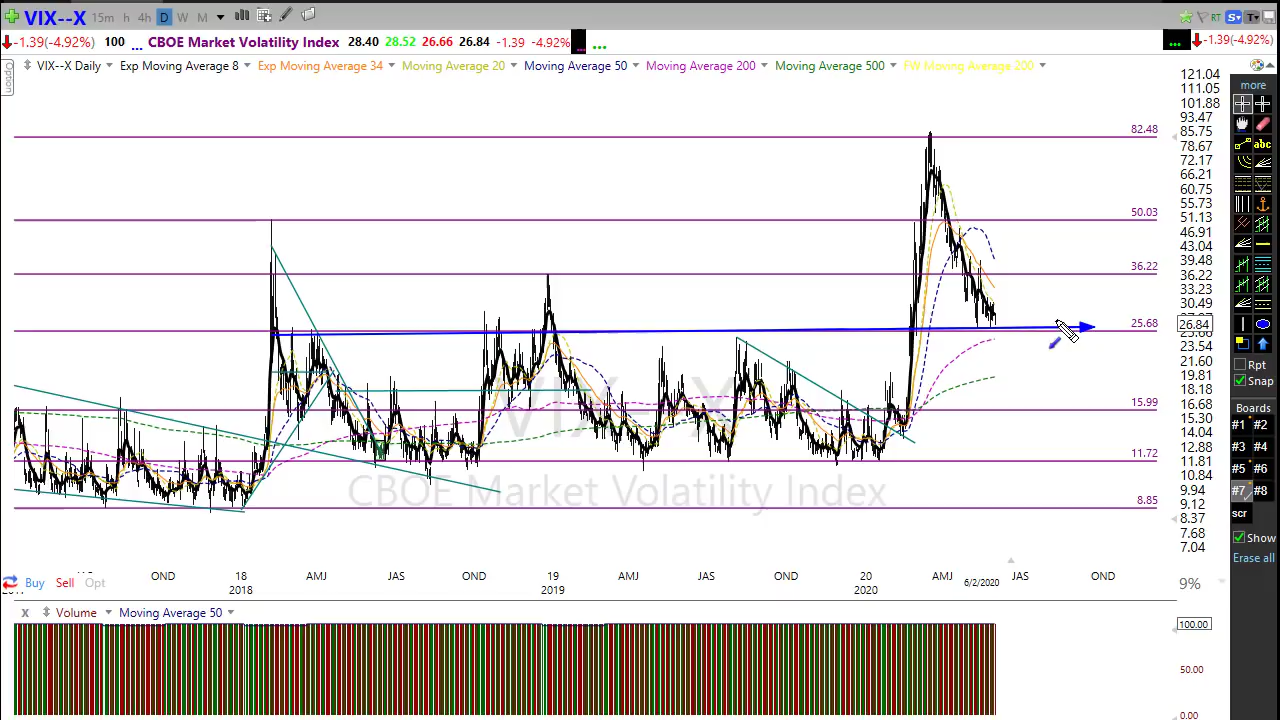 VIX--X 15m h 4h D W M RT S T
-1.39(-4.92%) 100 ... CBOE Market Volatility Index 28.40 28.52 26.66 26.84 -1.39 -4.92% ... ... -1.39(-4.92%)
Option
VIX--X Daily Exp Moving Average 8 Exp Moving Average 34 Moving Average 20 Moving Average 50 Moving Average 200 Moving Average 500 FW Moving Average 200
more
abc
121.04
111.05
101.88
93.47
85.75
78.67
72.17
66.21
60.75
55.73
51.13
46.91
43.04
39.48
36.22
33.23
30.49
26.84
23.54
21.60
19.81
18.18
16.68
15.30
14.04
12.88
11.81
10.84
9.94
9.12
8.37
7.68
7.04
82.48
50.03
36.22
25.68
15.99
11.72
8.85
VIX--X
CBOE Market Volatility Index
Rpt
Snap
Boards
#1 #2
#3 #4
#5 #6
#7 #8
scr
Show
Erase all
OND 18 AMJ JAS OND 19 AMJ JAS OND 20 AMJ 6/2/2020 JAS OND
2018 2019 2020
Buy Sell Opt
9%
X Volume Moving Average 50
100.00
50.00
0.00